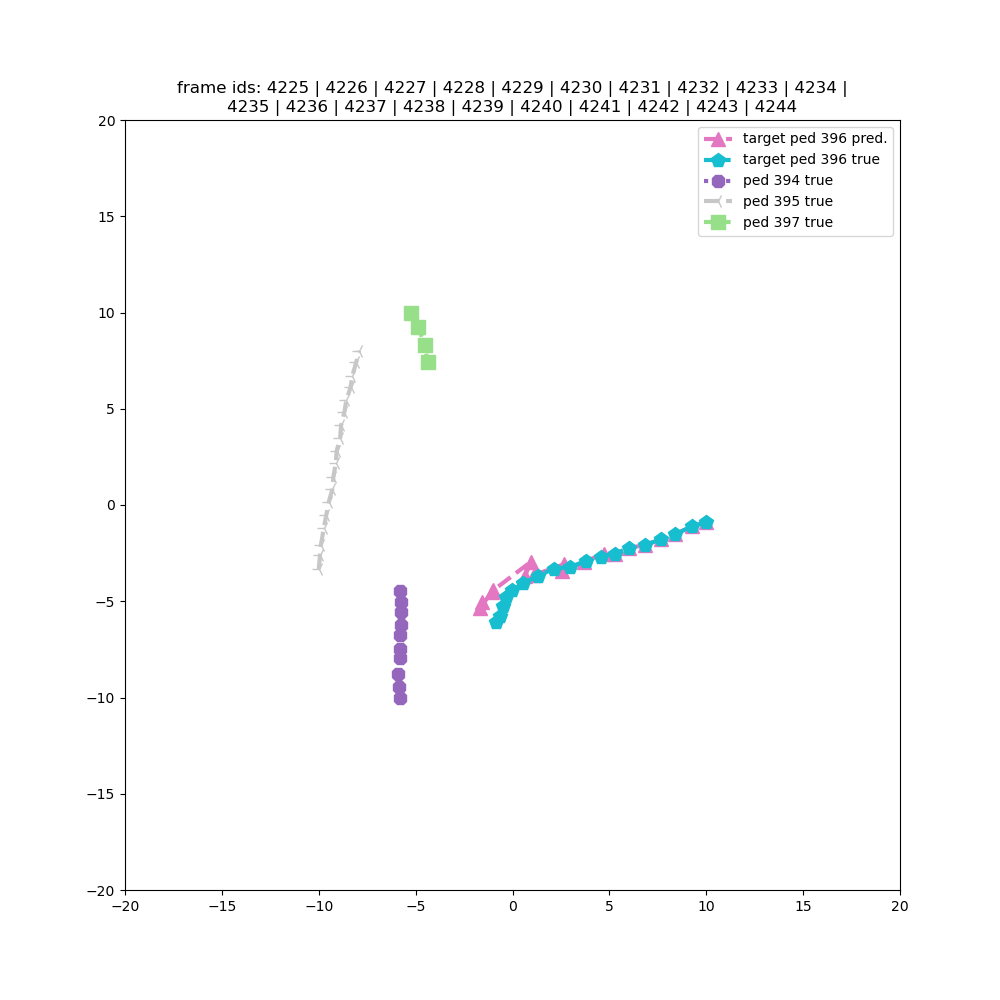 frame ids: 4225 | 4226 | 4227 | 4228 | 4229 | 4230 | 4231 | 4232 | 4233 | 4234 |
4235 | 4236 | 4237 | 4238 | 4239 | 4240 | 4241 | 4242 | 4243 | 4244
target ped 396 pred.
target ped 396 true
ped 394 true
ped 395 true
ped 397 true
20
15
10
5
0
−5
−10
−15
−20
−20 −15 −10 −5 0 5 10 15 20